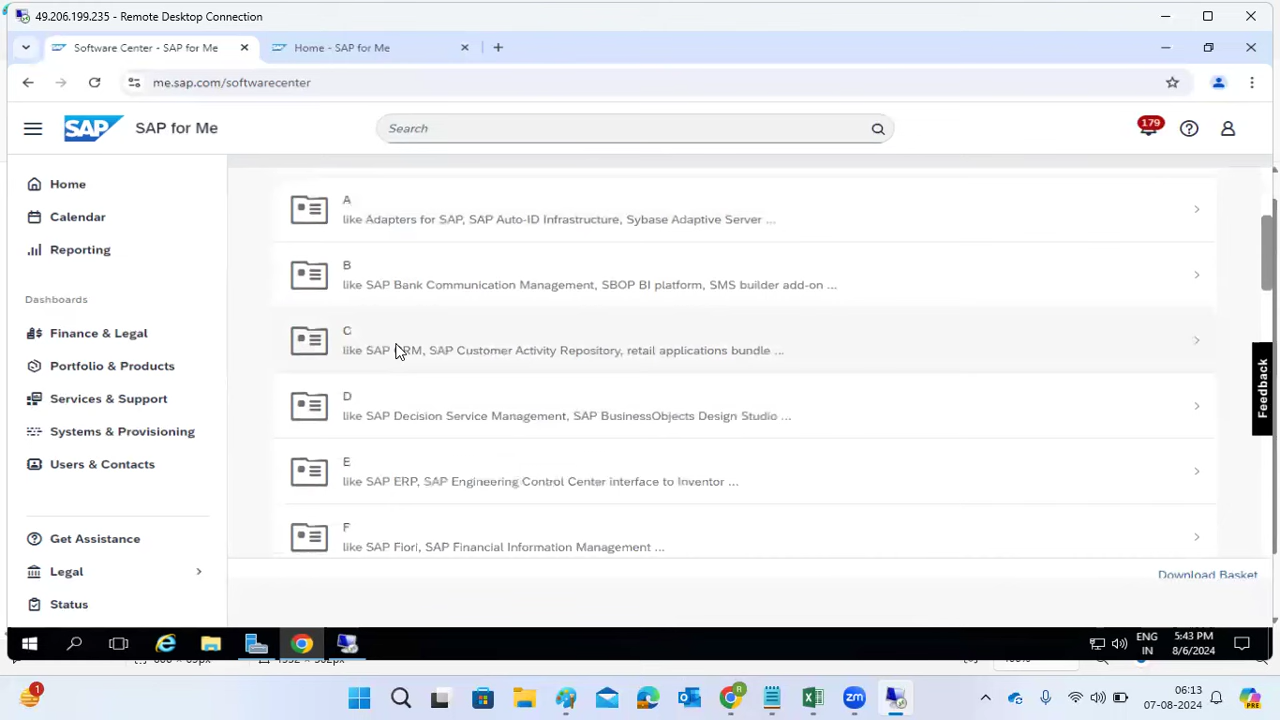 49.206.199.235 - Remote Desktop Connection
Software Center - SAP for Me
Home - SAP for Me
me.sap.com/softwarecenter
SAP
SAP for Me
Search
179
Home
Calendar
Reporting
Dashboards
Finance & Legal
Portfolio & Products
Services & Support
Systems & Provisioning
Users & Contacts
Get Assistance
Legal
Status
A
like Adapters for SAP, SAP Auto-ID Infrastructure, Sybase Adaptive Server ...
B
like SAP Bank Communication Management, SBOP BI platform, SMS builder add-on ...
C
like SAP CRM, SAP Customer Activity Repository, retail applications bundle ...
D
like SAP Decision Service Management, SAP BusinessObjects Design Studio ...
E
like SAP ERP, SAP Engineering Control Center interface to Inventor ...
F
like SAP Fiori, SAP Financial Information Management ...
Feedback
Download Basket
ENG
IN
5:43 PM
8/6/2024
1
06:13
07-08-2024